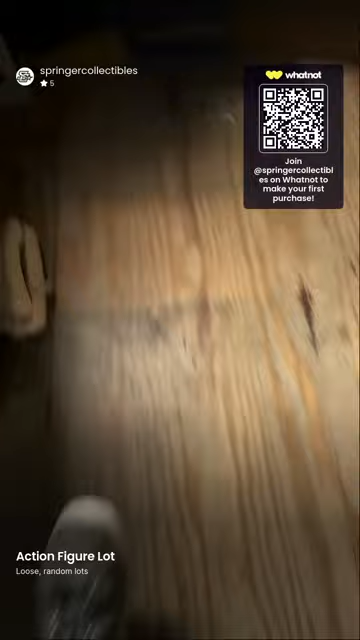 springercollectibles
5
whatnot
Join
@springercollectibl
es on Whatnot to
make your first
purchase!
Action Figure Lot
Loose, random lots